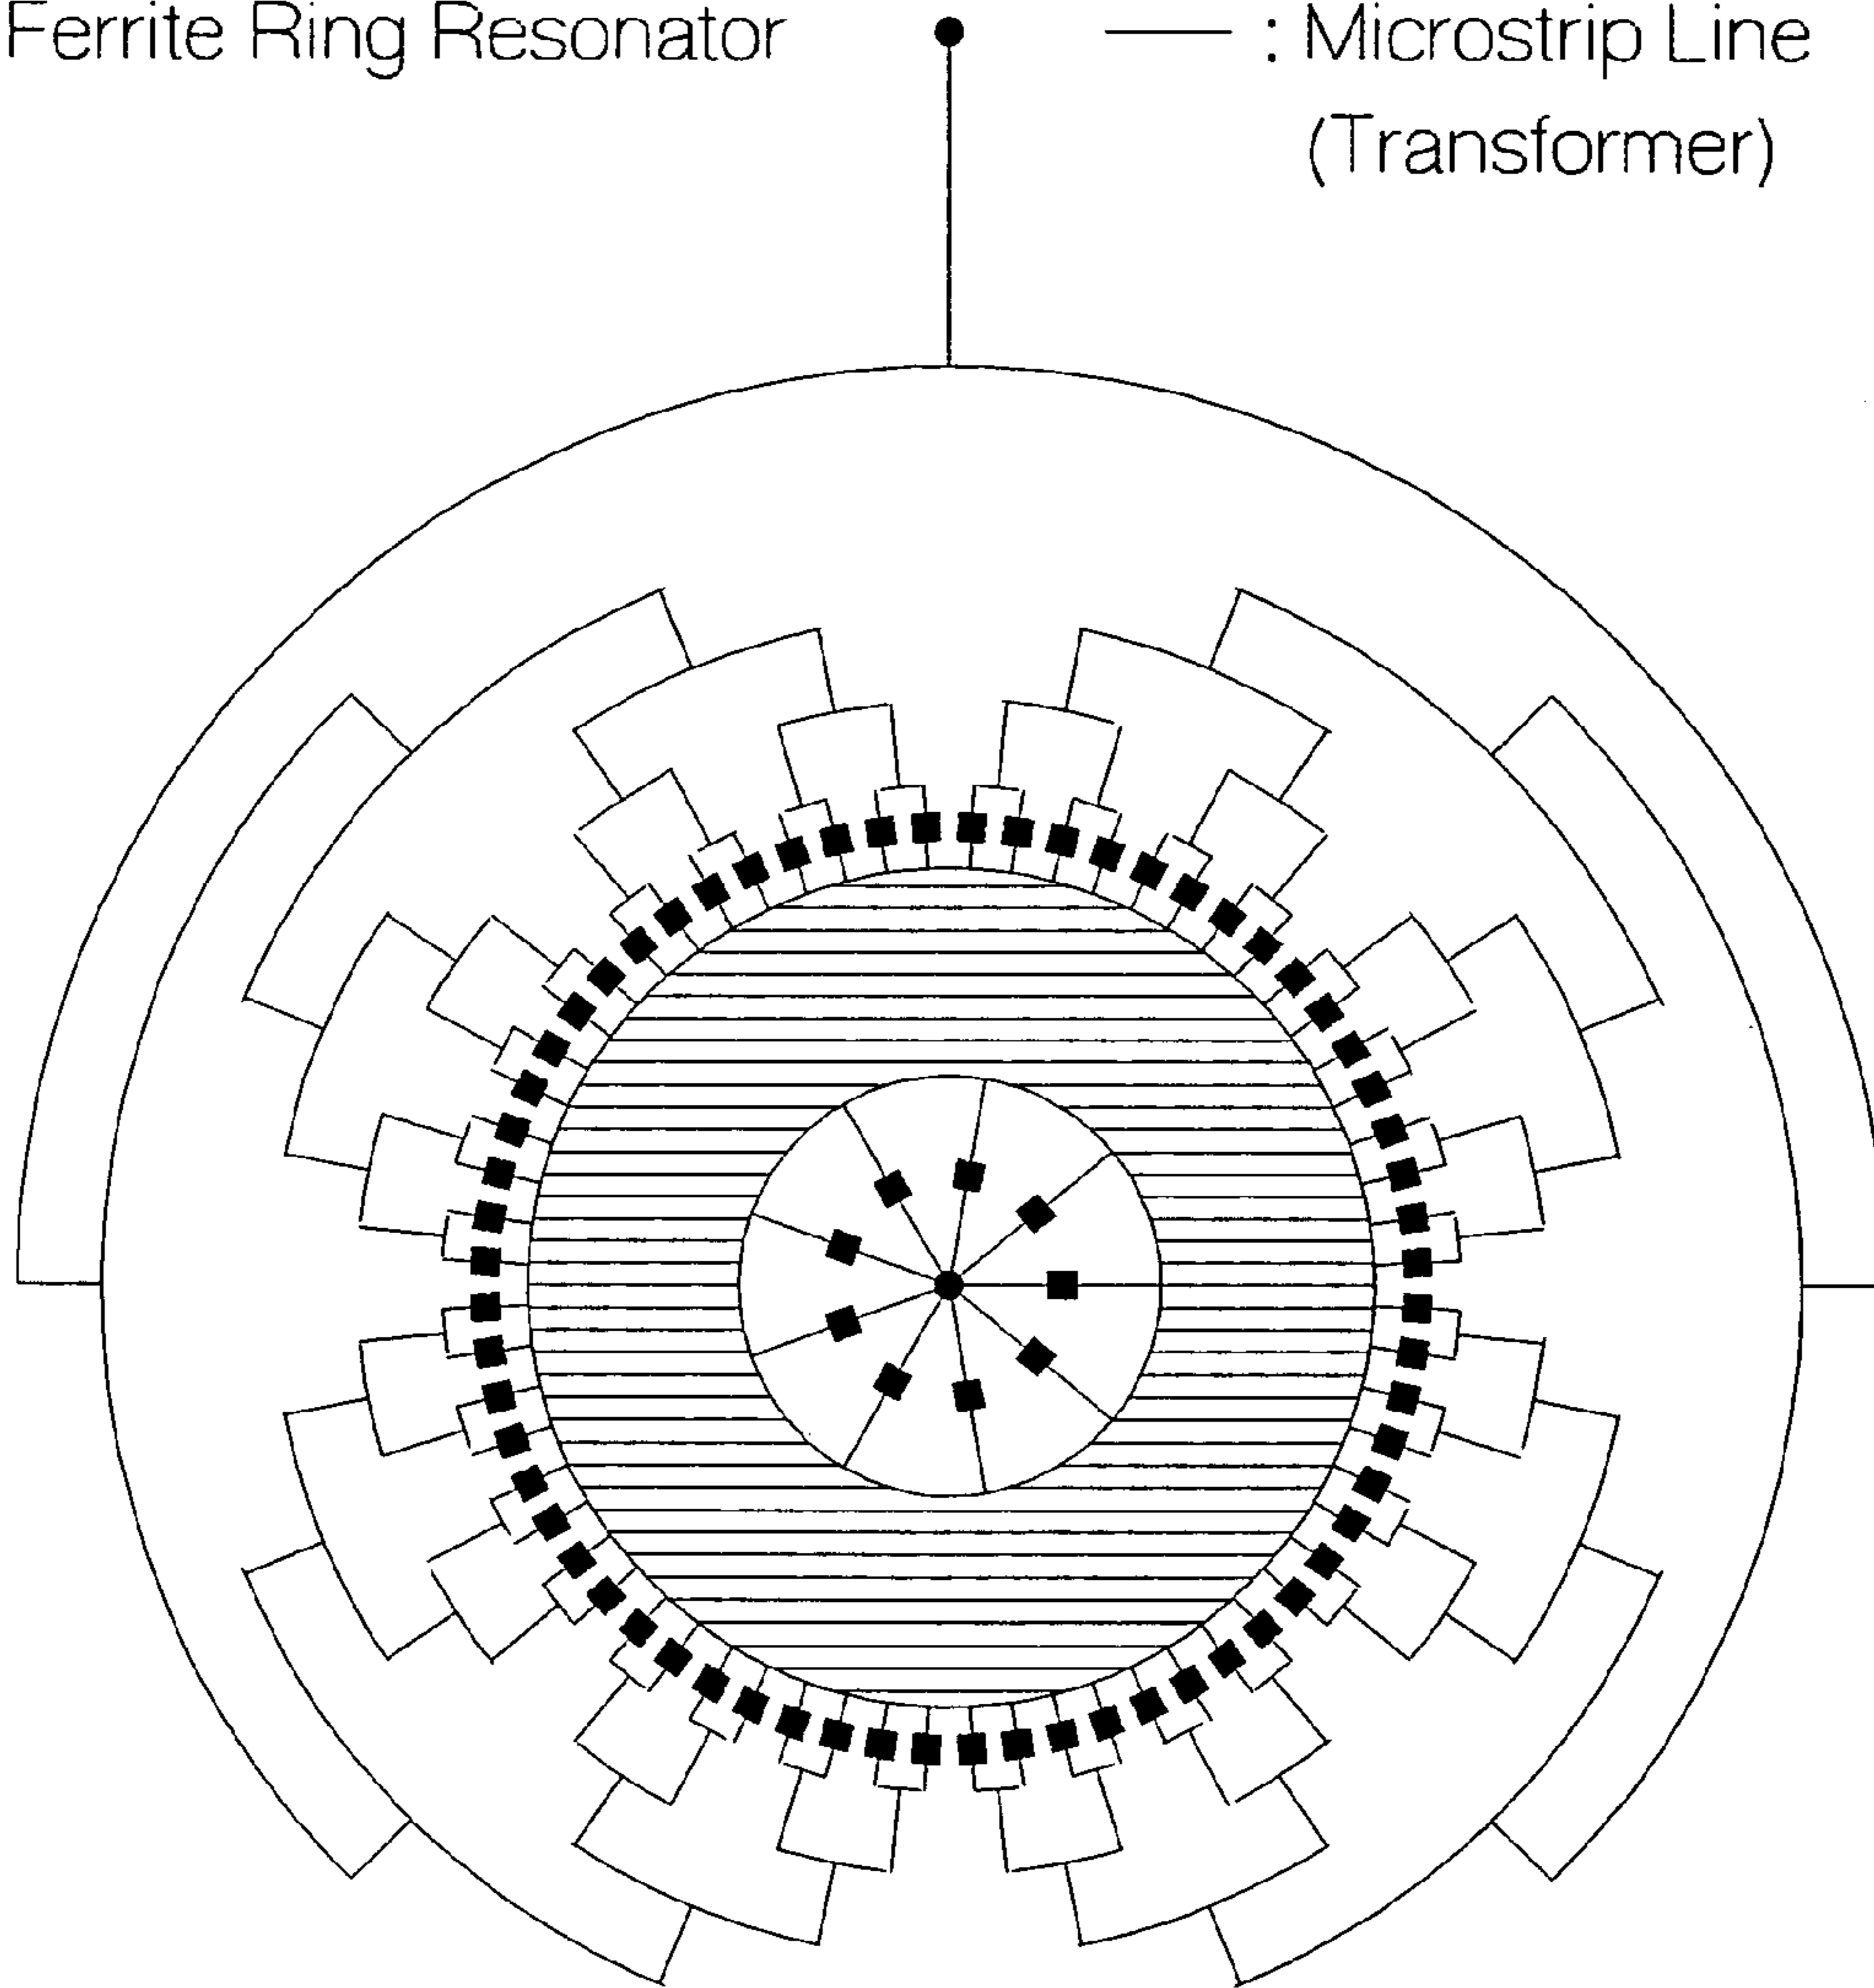 Ferrite Ring Resonator
: Microstrip Line
(Transformer)